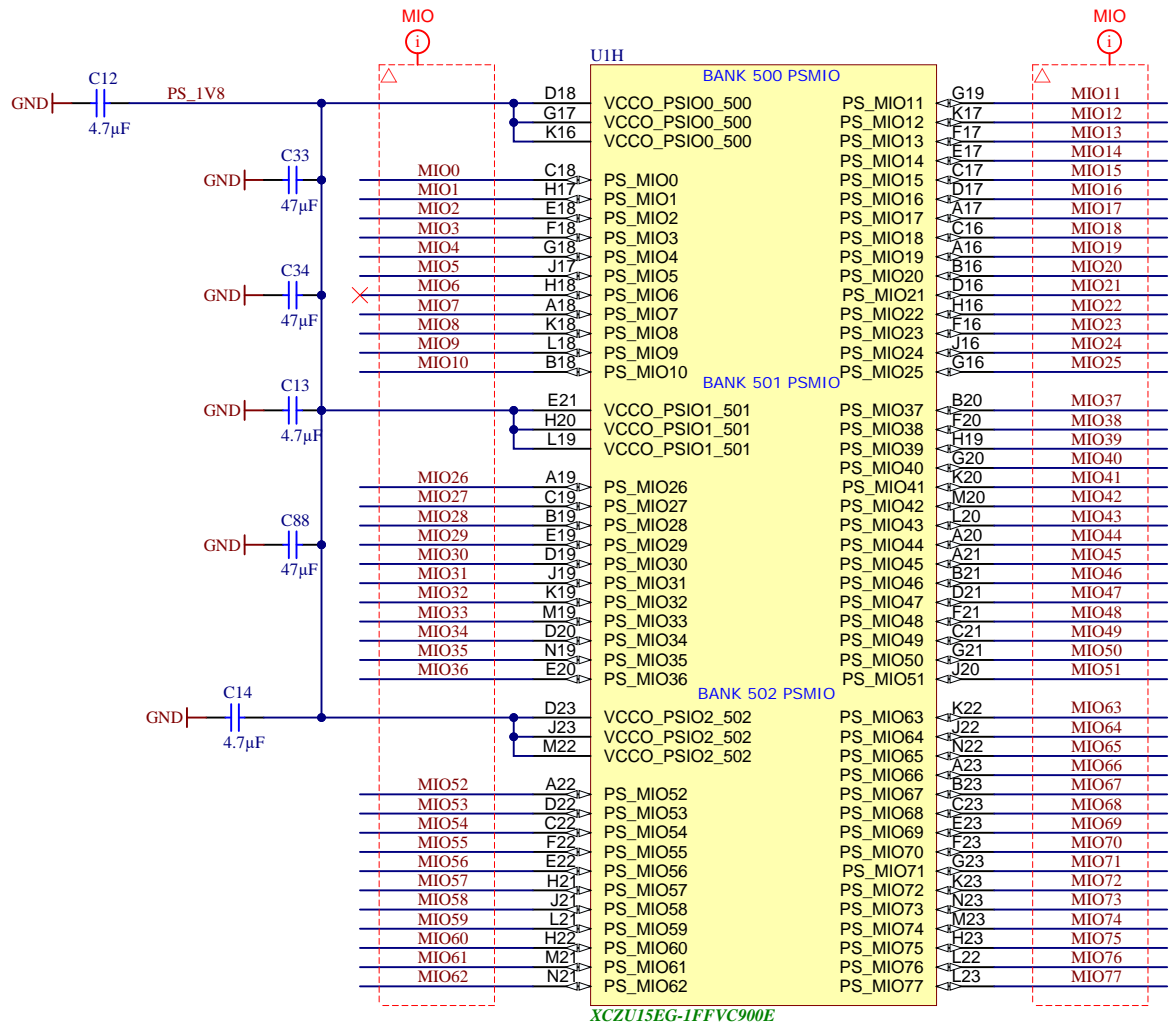 MIO
i
MIO
i
U1H
BANK 500 PSMIO
C12
GND
4.7µF
PS_1V8
D18 VCCO_PSIO0_500
G17 VCCO_PSIO0_500
K16 VCCO_PSIO0_500
C33
GND
47µF
MIO0 C18 PS_MIO0
MIO1 H17 PS_MIO1
MIO2 E18 PS_MIO2
MIO3 F18 PS_MIO3
MIO4 G18 PS_MIO4
MIO5 J17 PS_MIO5
MIO6 H18 PS_MIO6
MIO7 A18 PS_MIO7
MIO8 K18 PS_MIO8
MIO9 L18 PS_MIO9
MIO10 B18 PS_MIO10
C34
GND
47µF
PS_MIO11 G19 MIO11
PS_MIO12 K17 MIO12
PS_MIO13 F17 MIO13
PS_MIO14 E17 MIO14
PS_MIO15 C17 MIO15
PS_MIO16 D17 MIO16
PS_MIO17 A17 MIO17
PS_MIO18 C16 MIO18
PS_MIO19 A16 MIO19
PS_MIO20 B16 MIO20
PS_MIO21 D16 MIO21
PS_MIO22 H16 MIO22
PS_MIO23 F16 MIO23
PS_MIO24 J16 MIO24
PS_MIO25 G16 MIO25
BANK 501 PSMIO
C13
GND
4.7µF
E21 VCCO_PSIO1_501
H20 VCCO_PSIO1_501
L19 VCCO_PSIO1_501
MIO26 A19 PS_MIO26
MIO27 C19 PS_MIO27
MIO28 B19 PS_MIO28
MIO29 E19 PS_MIO29
MIO30 D19 PS_MIO30
MIO31 J19 PS_MIO31
MIO32 K19 PS_MIO32
MIO33 M19 PS_MIO33
MIO34 D20 PS_MIO34
MIO35 N19 PS_MIO35
MIO36 E20 PS_MIO36
C88
GND
47µF
PS_MIO37 B20 MIO37
PS_MIO38 F20 MIO38
PS_MIO39 H19 MIO39
PS_MIO40 G20 MIO40
PS_MIO41 K20 MIO41
PS_MIO42 M20 MIO42
PS_MIO43 L20 MIO43
PS_MIO44 A20 MIO44
PS_MIO45 A21 MIO45
PS_MIO46 B21 MIO46
PS_MIO47 D21 MIO47
PS_MIO48 F21 MIO48
PS_MIO49 C21 MIO49
PS_MIO50 G21 MIO50
PS_MIO51 J20 MIO51
BANK 502 PSMIO
C14
GND
4.7µF
D23 VCCO_PSIO2_502
J23 VCCO_PSIO2_502
M22 VCCO_PSIO2_502
MIO52 A22 PS_MIO52
MIO53 D22 PS_MIO53
MIO54 C22 PS_MIO54
MIO55 F22 PS_MIO55
MIO56 E22 PS_MIO56
MIO57 H21 PS_MIO57
MIO58 J21 PS_MIO58
MIO59 L21 PS_MIO59
MIO60 H22 PS_MIO60
MIO61 M21 PS_MIO61
MIO62 N21 PS_MIO62
PS_MIO63 K22 MIO63
PS_MIO64 J22 MIO64
PS_MIO65 N22 MIO65
PS_MIO66 A23 MIO66
PS_MIO67 B23 MIO67
PS_MIO68 C23 MIO68
PS_MIO69 E23 MIO69
PS_MIO70 F23 MIO70
PS_MIO71 G23 MIO71
PS_MIO72 K23 MIO72
PS_MIO73 N23 MIO73
PS_MIO74 M23 MIO74
PS_MIO75 H23 MIO75
PS_MIO76 L22 MIO76
PS_MIO77 L23 MIO77
XCZU15EG-1FFVC900E